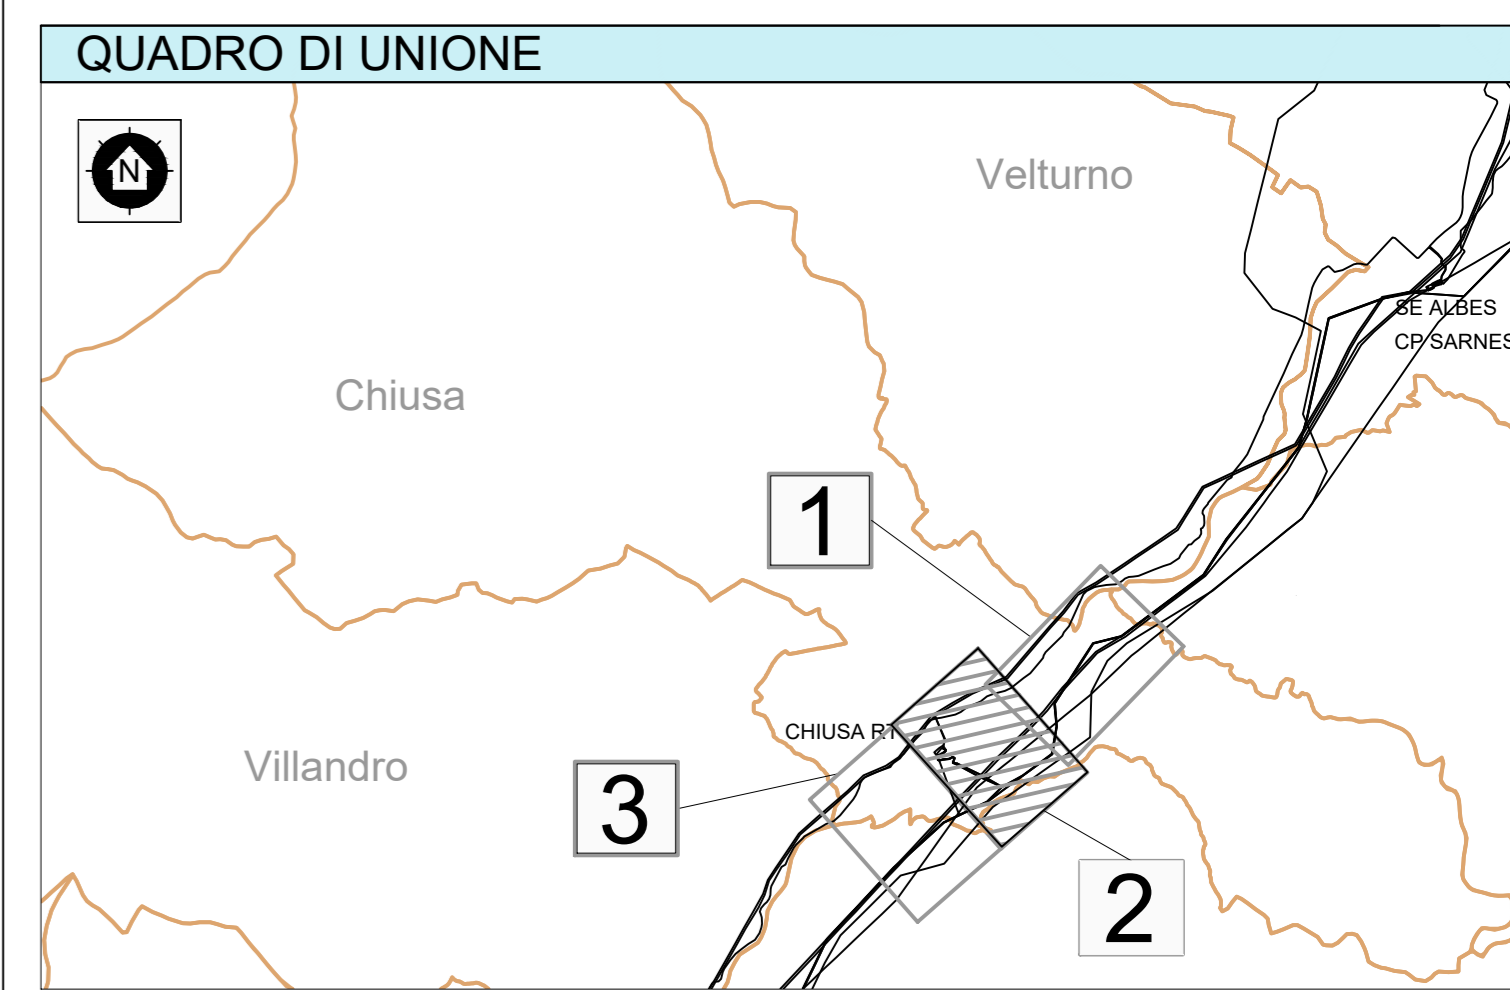 QUADRO DI UNIONE
N
Velturno
SE ALBES
CP SARNES
Chiusa
1
CHIUSA RT
Villandro
3
2